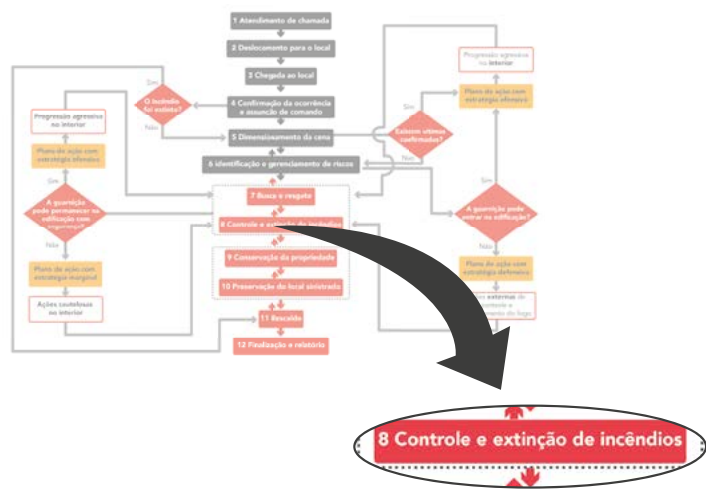 1 Atendimento de chamada
2 Deslocamento para o local
3 Chegada ao local
4 Confirmação da ocorrência
e assunção de comando
5 Dimensionamento da cena
6 identificação e gerenciamento de riscos
7 Busca e resgate
8 Controle e extinção de incêndios
9 Conservação da propriedade
10 Preservação do local sinistrado
11 Rescaldo
12 Finalização e relatório
Sim
O incêndio
foi extinto?
Não
Progressão agressiva
no interior
Plano de ação com
estratégia ofensiva
Sim
A guarnição
pode permanecer na
edificação com
segurança?
Não
Plano de ação com
estratégia marginal
Ações cautelosas
no interior
Progressão agressiva
no interior
Plano de ação com
estratégia ofensiva
Sim
Existem vítimas
confirmadas?
Não
Sim
A guarnição pode
entrar na edificação?
Não
Plano de ação com
estratégia defensiva
externas de
do fogo
8 Controle e extinção de incêndios